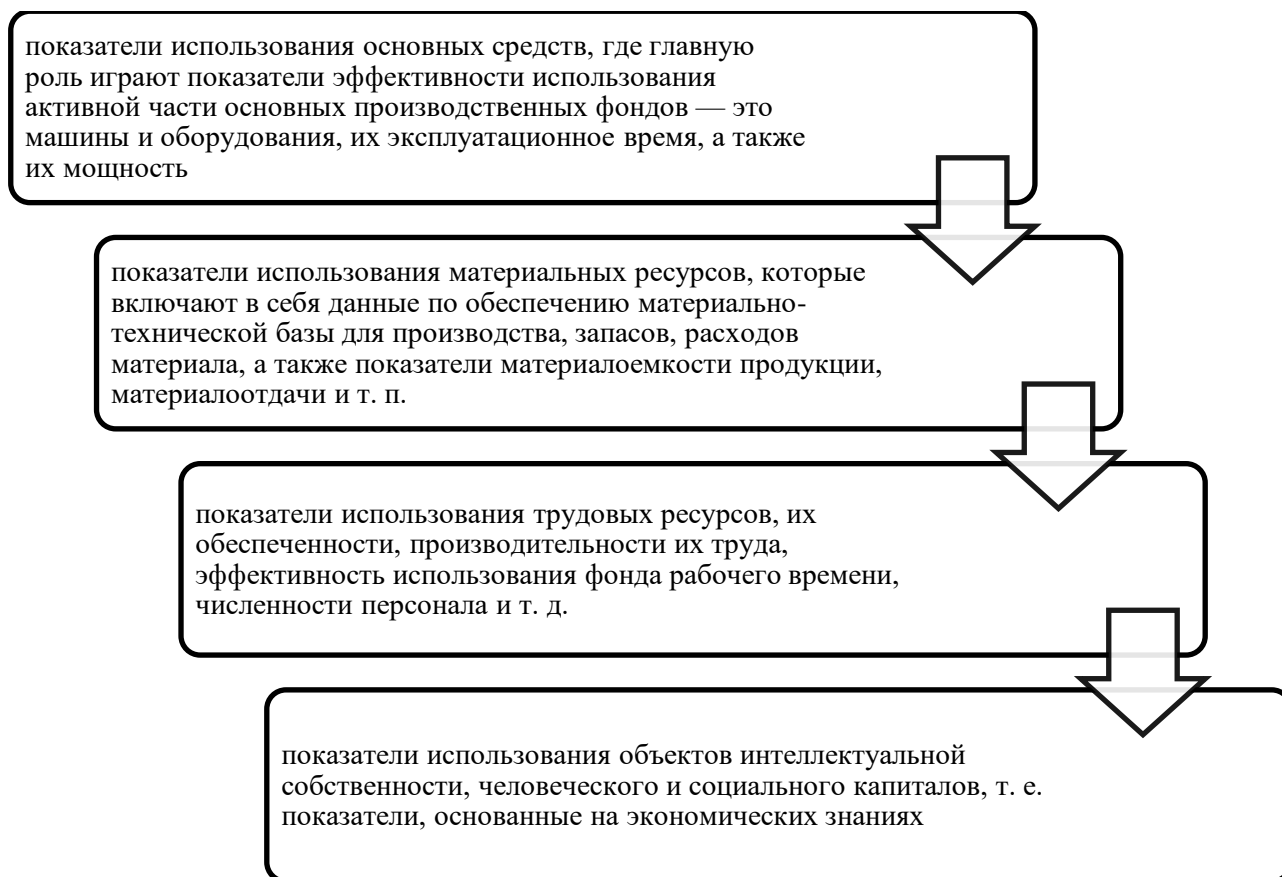 показатели использования основных средств, где главную
роль играют показатели эффективности использования
активной части основных производственных фондов — это
машины и оборудования, их эксплуатационное время, а также
их мощность
показатели использования материальных ресурсов, которые
включают в себя данные по обеспечению материально-
технической базы для производства, запасов, расходов
материала, а также показатели материалоемкости продукции,
материалоотдачи и т. п.
показатели использования трудовых ресурсов, их
обеспеченности, производительности их труда,
эффективность использования фонда рабочего времени,
численности персонала и т. д.
показатели использования объектов интеллектуальной
собственности, человеческого и социального капиталов, т. е.
показатели, основанные на экономических знаниях